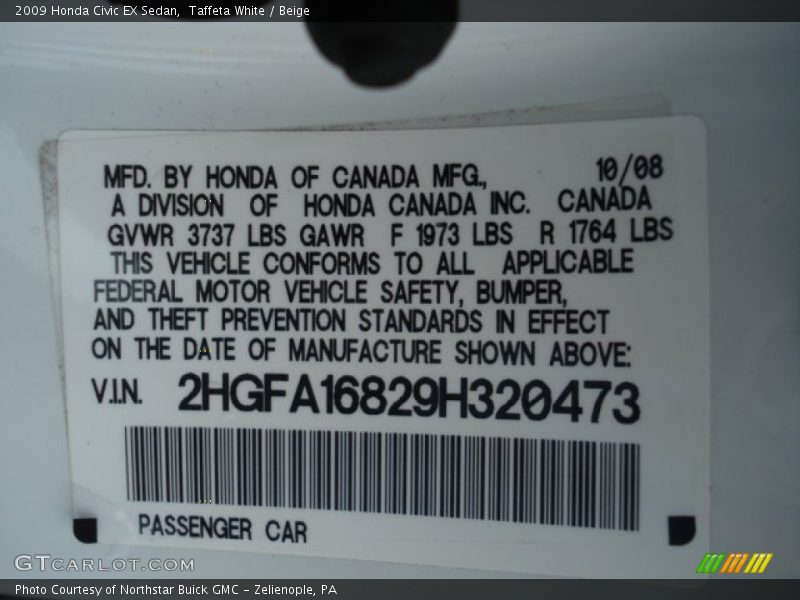 2009 Honda Civic EX Sedan,  Taffeta White / Beige
MFD. BY HONDA OF CANADA MFG., 10/08
A DIVISION OF HONDA CANADA INC. CANADA
GVWR 3737 LBS GAWR F 1973 LBS R 1764 LBS
THIS VEHICLE CONFORMS TO ALL APPLICABLE
FEDERAL MOTOR VEHICLE SAFETY, BUMPER,
AND THEFT PREVENTION STANDARDS IN EFFECT
ON THE DATE OF MANUFACTURE SHOWN ABOVE:
V.I.N. 2HGFA16829H320473
PASSENGER CAR
GTCARLOT.COM
Photo Courtesy of Northstar Buick GMC - Zelienople, PA